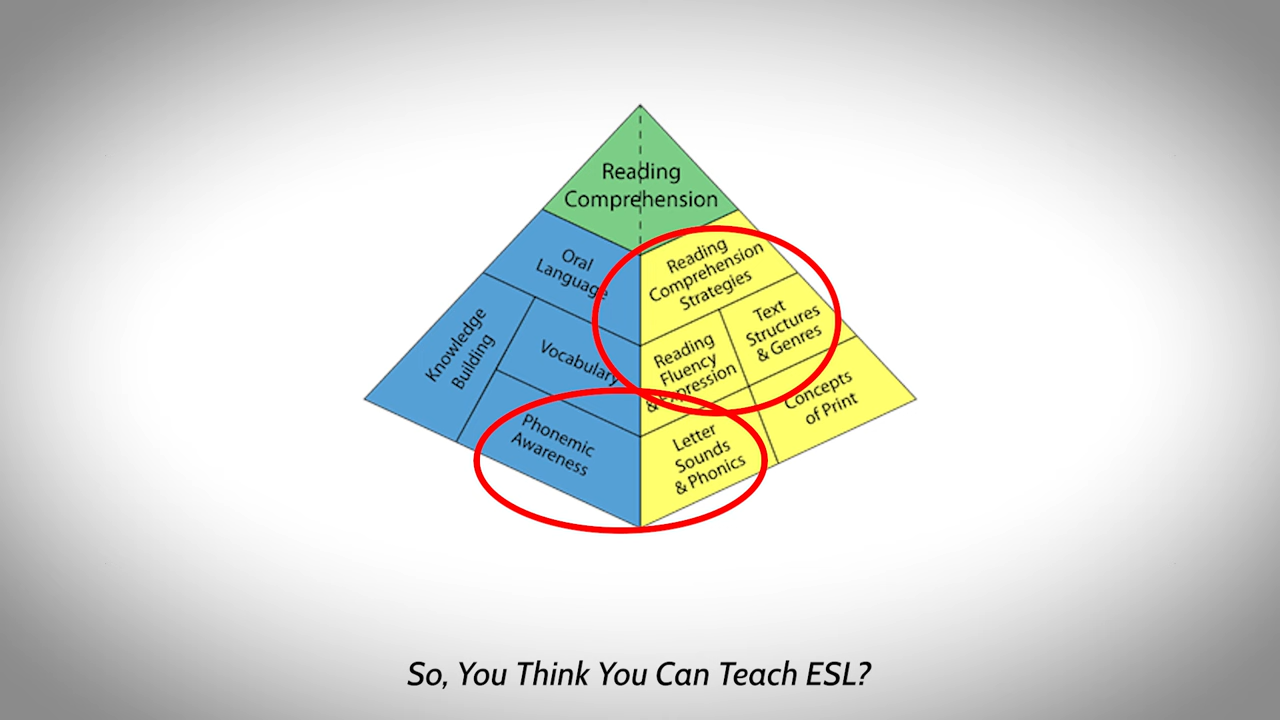 Reading
Comprehension
Oral
Language
Reading
Comprehension
Strategies
Knowledge
Building
Vocabulary
Reading
Fluency
& Expression
Text
Structures
& Genres
Phonemic
Awareness
Letter
Sounds
& Phonics
Concepts
of Print
So, You Think You Can Teach ESL?